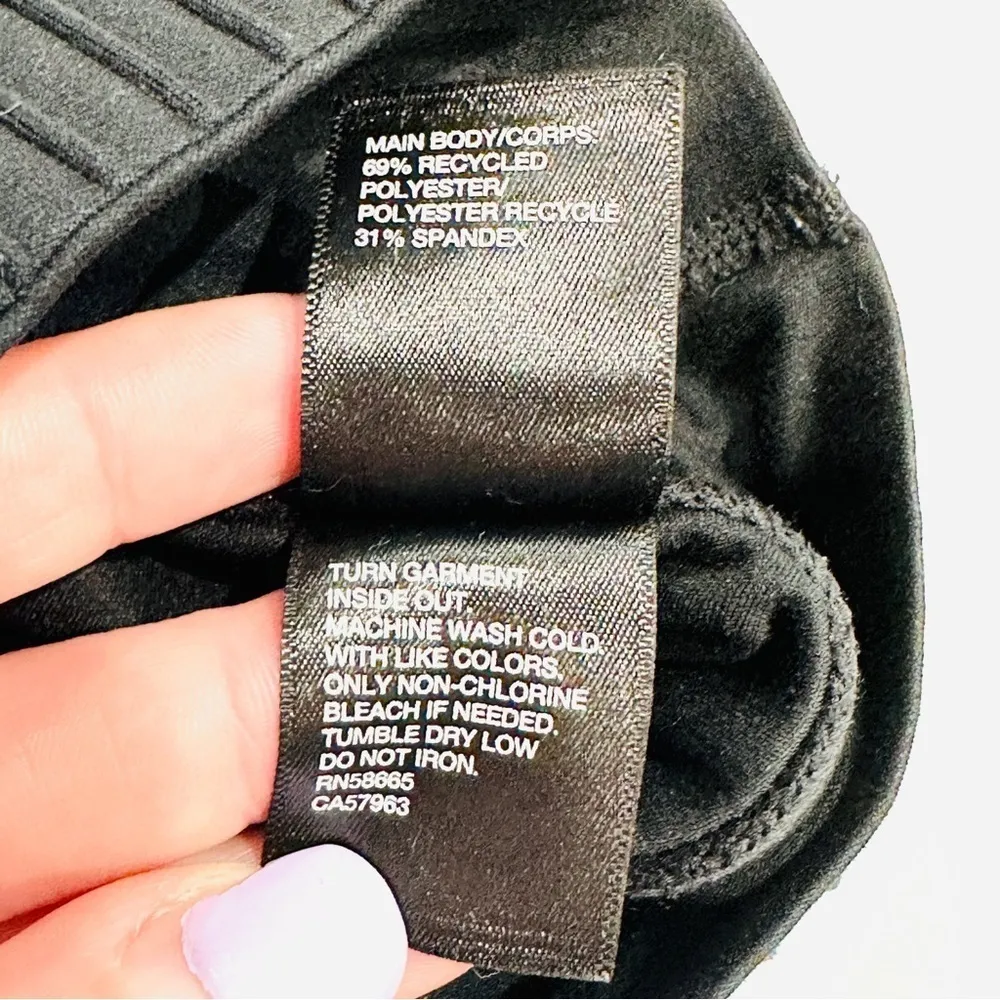 MAIN BODY/CORPS:
69% RECYCLED
POLYESTER/
POLYESTER RECYCLÉ
31% SPANDEX
TURN GARMENT
INSIDE OUT.
MACHINE WASH COLD.
WITH LIKE COLORS.
ONLY NON-CHLORINE
BLEACH IF NEEDED.
TUMBLE DRY LOW
DO NOT IRON.
RN58665
CA57963